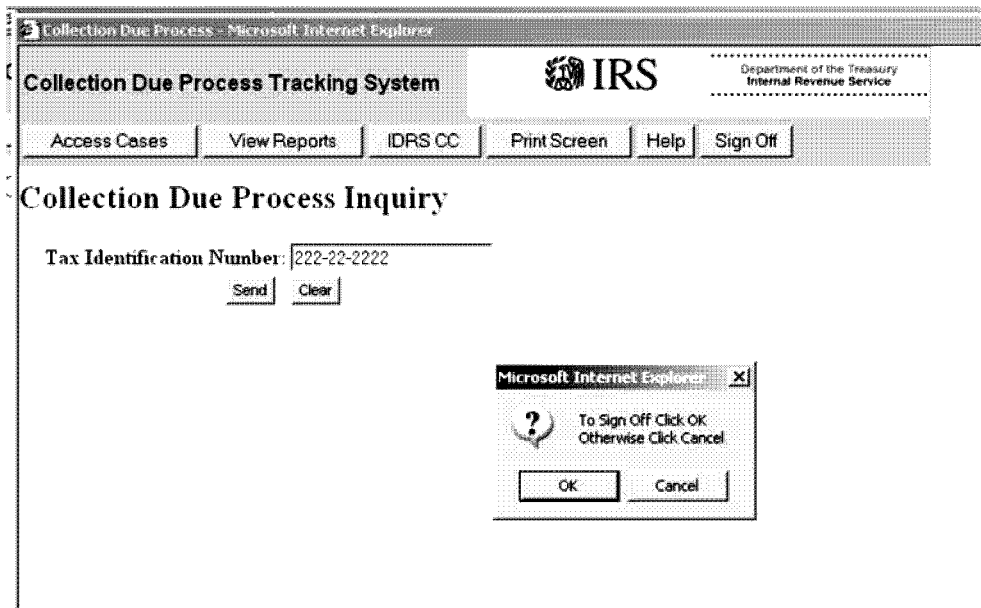 Collection Due Process - Microsoft Internet Explorer
Collection Due Process Tracking System
IRS
Department of the Treasury
Internal Revenue Service
Access Cases View Reports IDRS CC Print Screen Help Sign Off
Collection Due Process Inquiry
Tax Identification Number: 222-22-2222
Send Clear
Microsoft Internet Explorer
To Sign Off Click OK
Otherwise Click Cancel
OK Cancel